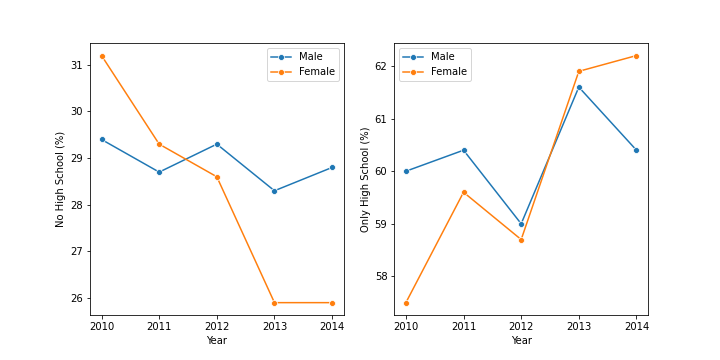 Male
Female
31
30
29
28
27
26
No High School (%)
2010 2011 2012 2013 2014
Year
Male
Female
62
61
60
59
58
Only High School (%)
2010 2011 2012 2013 2014
Year